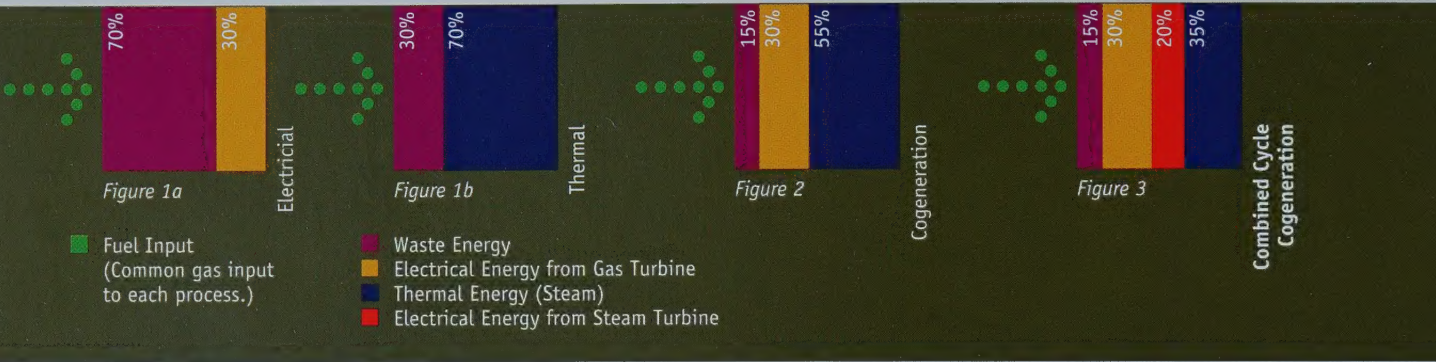 70%
30%
Electricial
Figure 1a
30%
70%
Thermal
Figure 1b
15%
30%
55%
Cogeneration
Figure 2
15%
30%
20%
35%
Combined Cycle
Cogeneration
Figure 3
Fuel Input
(Common gas input
to each process.)
Waste Energy
Electrical Energy from Gas Turbine
Thermal Energy (Steam)
Electrical Energy from Steam Turbine